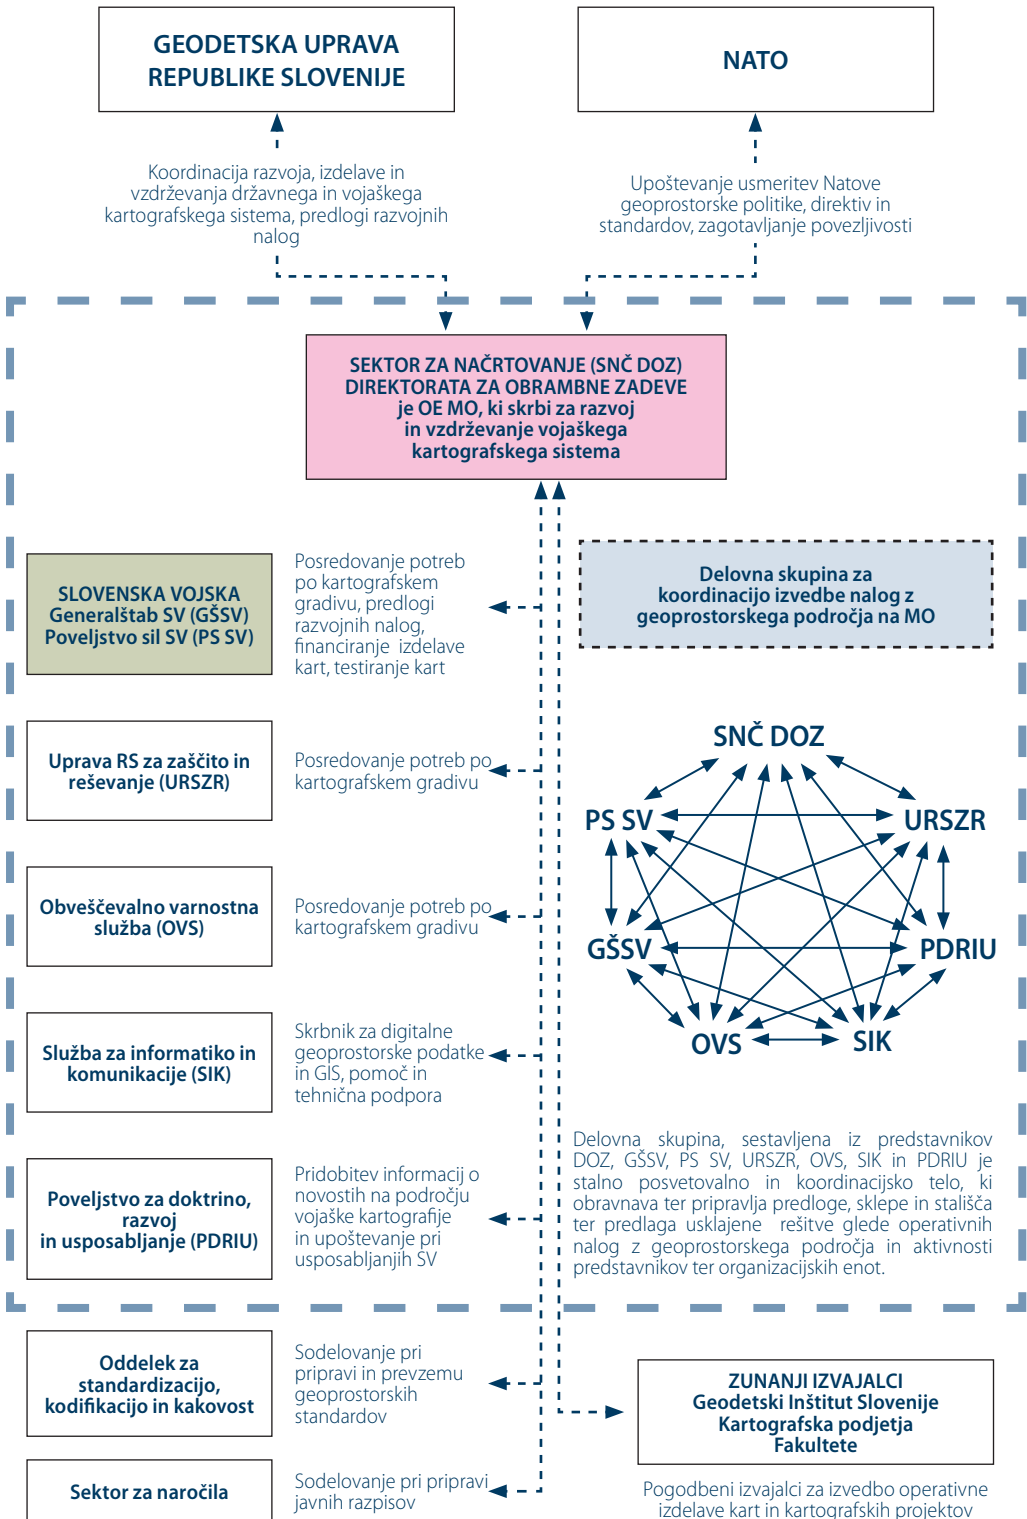 GEODETSKA UPRAVA
REPUBLIKE SLOVENIJE
NATO
Koordinacija razvoja, izdelave in
vzdrževanja državnega in vojaškega
kartografskega sistema, predlogi razvojnih
nalog
Upoštevanje usmeritev Natove
geoprostorske politike, direktiv in
standardov, zagotavljanje povezljivosti
SEKTOR ZA NAČRTOVANJE (SNČ DOZ)
DIREKTORATA ZA OBRAMBNE ZADEVE
je OE MO, ki skrbi za razvoj
in vzdrževanje vojaškega
kartografskega sistema
SLOVENSKA VOJSKA
Generalštab SV (GŠSV)
Poveljstvo sil SV (PS SV)
Posredovanje potreb
po kartografskem
gradivu, predlogi
razvojnih nalog,
financiranje izdelave
kart, testiranje kart
Delovna skupina za
koordinacijo izvedbe nalog z
geoprostorskega področja na MO
Uprava RS za zaščito in
reševanje (URSZR)
Posredovanje potreb po
kartografskem gradivu
Obveščevalno varnostna
služba (OVS)
Posredovanje potreb po
kartografskem gradivu
Služba za informatiko in
komunikacije (SIK)
Skrbnik za digitalne
geoprostorske podatke
in GIS, pomoč in
tehnična podpora
Poveljstvo za doktrino,
razvoj
in usposabljanje (PDRIU)
Pridobitev informacij o
novostih na področju
vojaške kartografije
in upoštevanje pri
usposabljanjih SV
SNČ DOZ
PS SV
URSZR
GŠSV
PDRIU
OVS
SIK
Delovna skupina, sestavljena iz predstavnikov
DOZ, GŠSV, PS SV, URSZR, OVS, SIK in PDRIU je
stalno posvetovalno in koordinacijsko telo, ki
obravnava ter pripravlja predloge, sklepe in stališča
ter predlaga usklajene rešitve glede operativnih
nalog z geoprostorskega področja in aktivnosti
predstavnikov ter organizacijskih enot.
Oddelek za
standardizacijo,
kodifikacijo in kakovost
Sodelovanje pri
pripravi in prevzemu
geoprostorskih
standardov
Sektor za naročila
Sodelovanje pri pripravi
javnih razpisov
ZUNANJI IZVAJALCI
Geodetski Inštitut Slovenije
Kartografska podjetja
Fakultete
Pogodbeni izvajalci za izvedbo operativne
izdelave kart in kartografskih projektov